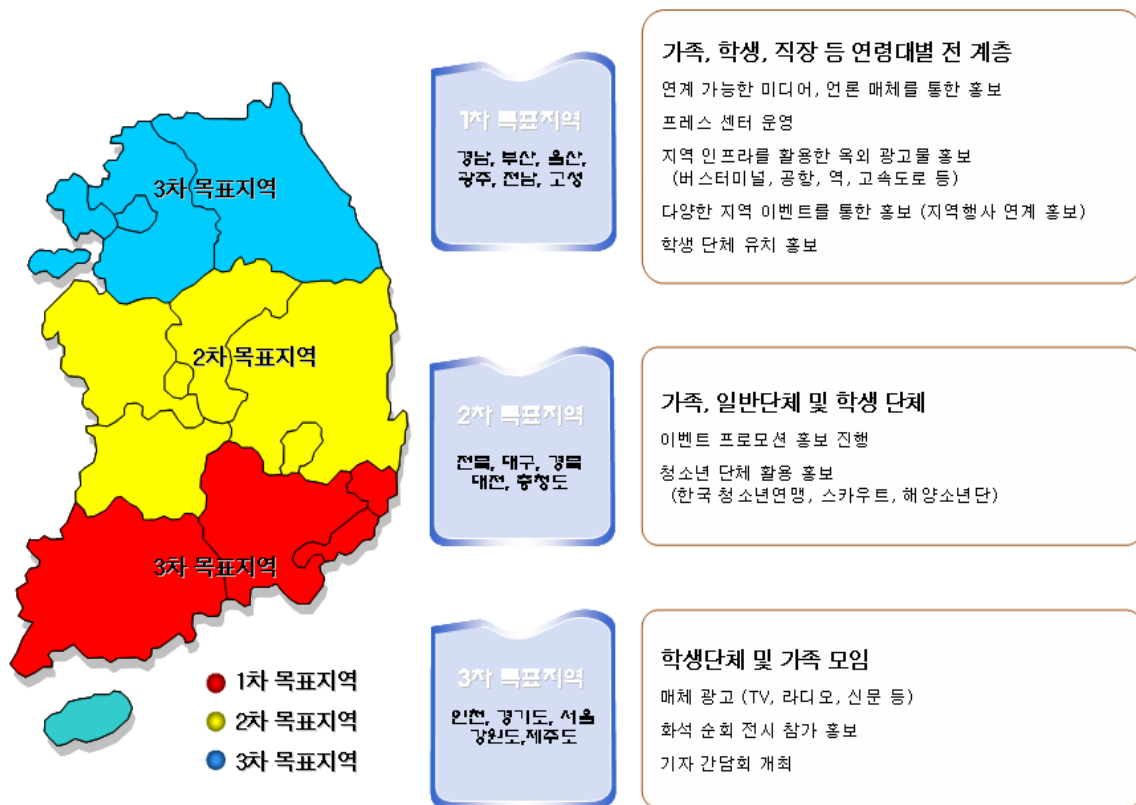 3차 목표지역
2차 목표지역
3차 목표지역
1차 목표지역
2차 목표지역
3차 목표지역
1차 목표지역
경남, 부산, 울산,
광주, 전남, 고성
가족, 학생, 직장 등 연령대별 전 계층
연계 가능한 미디어, 언론 매체를 통한 홍보
프레스 센터 운영
지역 인프라를 활용한 옥외 광고물 홍보
(버스터미널, 공항, 역, 고속도로 등)
다양한 지역 이벤트를 통한 홍보 (지역행사 연계 홍보)
학생 단체 유치 홍보
2차 목표지역
전북, 대구, 경북
대전, 충청도
가족, 일반단체 및 학생 단체
이벤트 프로모션 홍보 진행
청소년 단체 활용 홍보
(한국 청소년연맹, 스카우트, 해양소년단)
3차 목표지역
인천, 경기도, 서울
강원도,제주도
학생단체 및 가족 모임
매체 광고 (TV, 라디오, 신문 등)
화석 순회 전시 참가 홍보
기자 간담회 개최